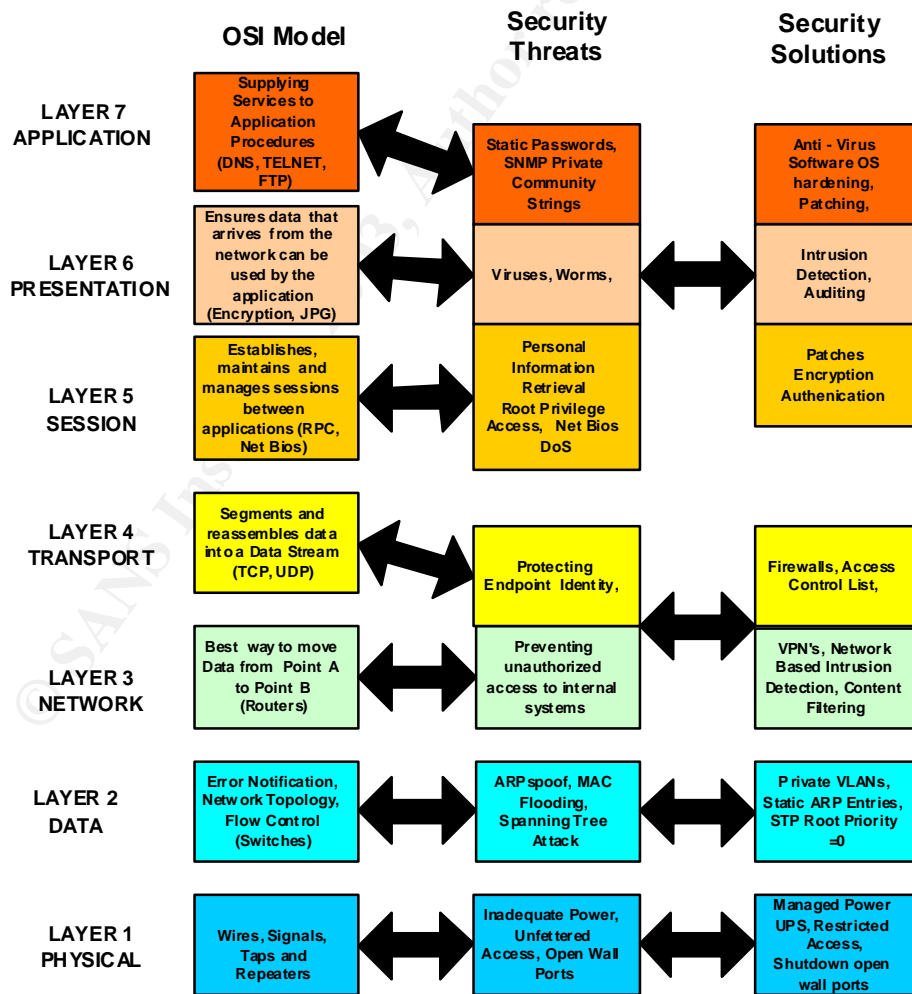 OSI Model
Security
Threats
Security
Solutions
LAYER 7
APPLICATION
Supplying
Services to
Application
Procedures
(DNS, TELNET,
FTP)
Static Passwords,
SNMP Private
Community
Strings
Anti - Virus
Software OS
hardening,
Patching,
LAYER 6
PRESENTATION
Ensures data that
arrives from the
network can be
used by the
application
(Encryption, JPG)
Viruses, Worms,
Intrusion
Detection,
Auditing
LAYER 5
SESSION
Establishes,
maintains and
manages sessions
between
applications (RPC,
Net Bios)
Personal
Information
Retrieval
Root Privilege
Access, Net Bios
DoS
Patches
Encryption
Authenication
LAYER 4
TRANSPORT
Segments and
reassembles data
into a Data Stream
(TCP, UDP)
Protecting
Endpoint Identity,
Firewalls, Access
Control List,
LAYER 3
NETWORK
Best way to move
Data from Point A
to Point B
(Routers)
Preventing
unauthorized
access to internal
systems
VPN's, Network
Based Intrusion
Detection, Content
Filtering
LAYER 2
DATA
Error Notification,
Network Topology,
Flow Control
(Switches)
ARPspoof, MAC
Flooding,
Spanning Tree
Attack
Private VLANs,
Static ARP Entries,
STP Root Priority
=0
LAYER 1
PHYSICAL
Wires, Signals,
Taps and
Repeaters
Inadequate Power,
Unfettered
Access, Open Wall
Ports
Managed Power
UPS, Restricted
Access,
Shutdown open
wall ports
© SANS Ins